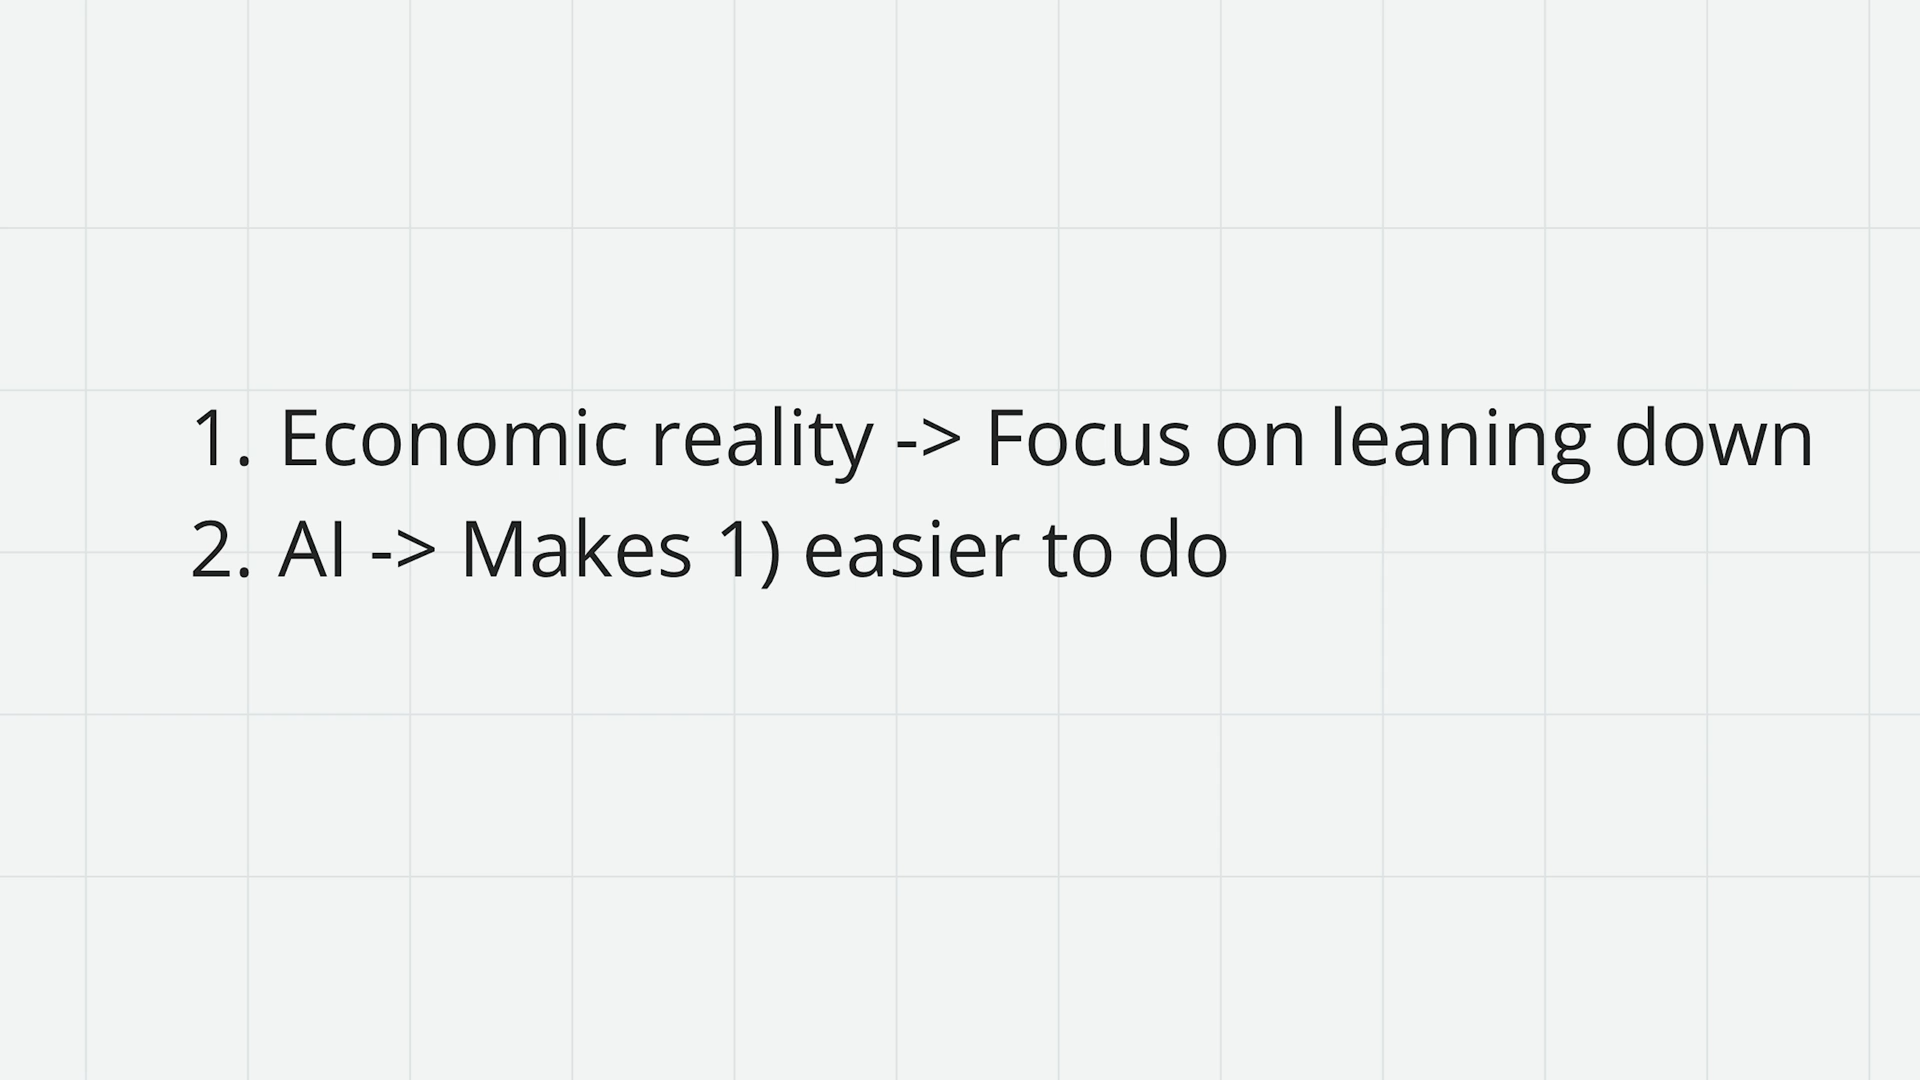 1. Economic reality -> Focus on leaning down
2. AI -> Makes 1) easier to do